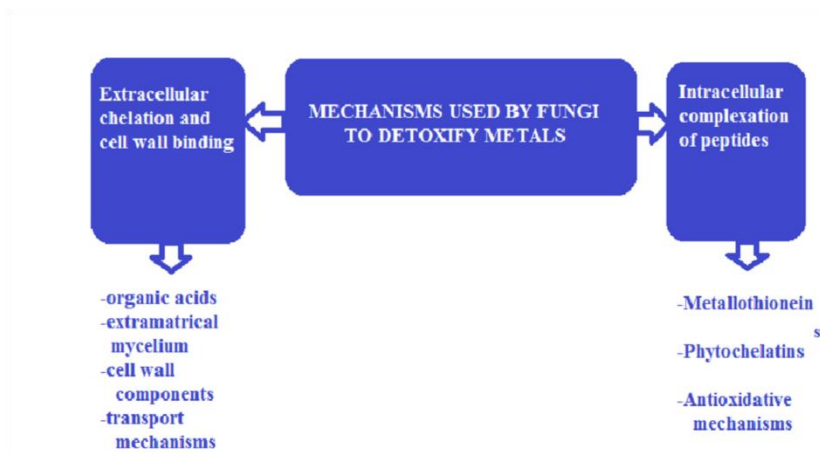 MECHANISMS USED BY FUNGI
TO DETOXIFY METALS
Extracellular
chelation and
cell wall binding
-organic acids
-extramatrical
mycelium
-cell wall
components
-transport
mechanisms
Intracellular
complexation
of peptides
-Metallothionein
s
-Phytochelatins
-Antioxidative
mechanisms